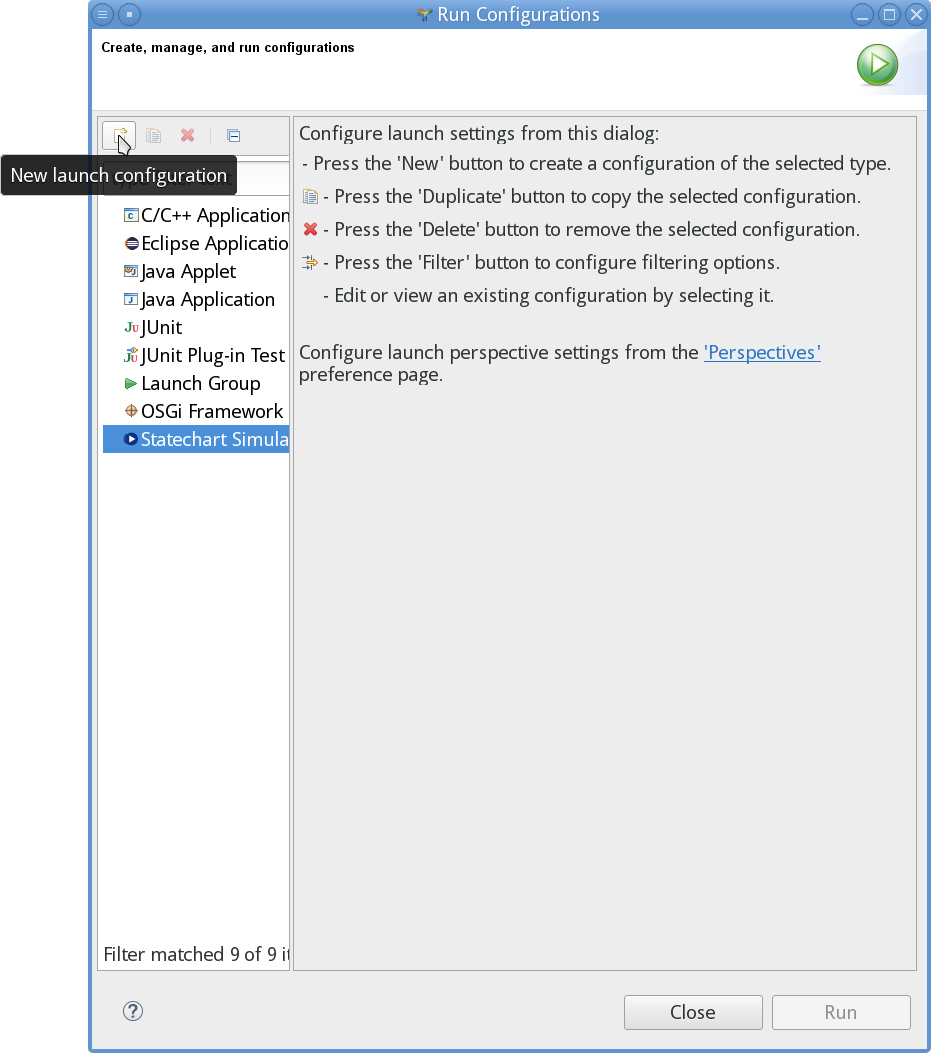 Run Configurations
Create, manage, and run configurations
New launch configuration
C/C++ Application
Eclipse Applicatio
Java Applet
Java Application
JUnit
JUnit Plug-in Test
Launch Group
OSGi Framework
Statechart Simula
Filter matched 9 of 9 it
Configure launch settings from this dialog:
- Press the 'New' button to create a configuration of the selected type.
- Press the 'Duplicate' button to copy the selected configuration.
- Press the 'Delete' button to remove the selected configuration.
- Press the 'Filter' button to configure filtering options.
- Edit or view an existing configuration by selecting it.
Configure launch perspective settings from the 'Perspectives'
preference page.
Close
Run